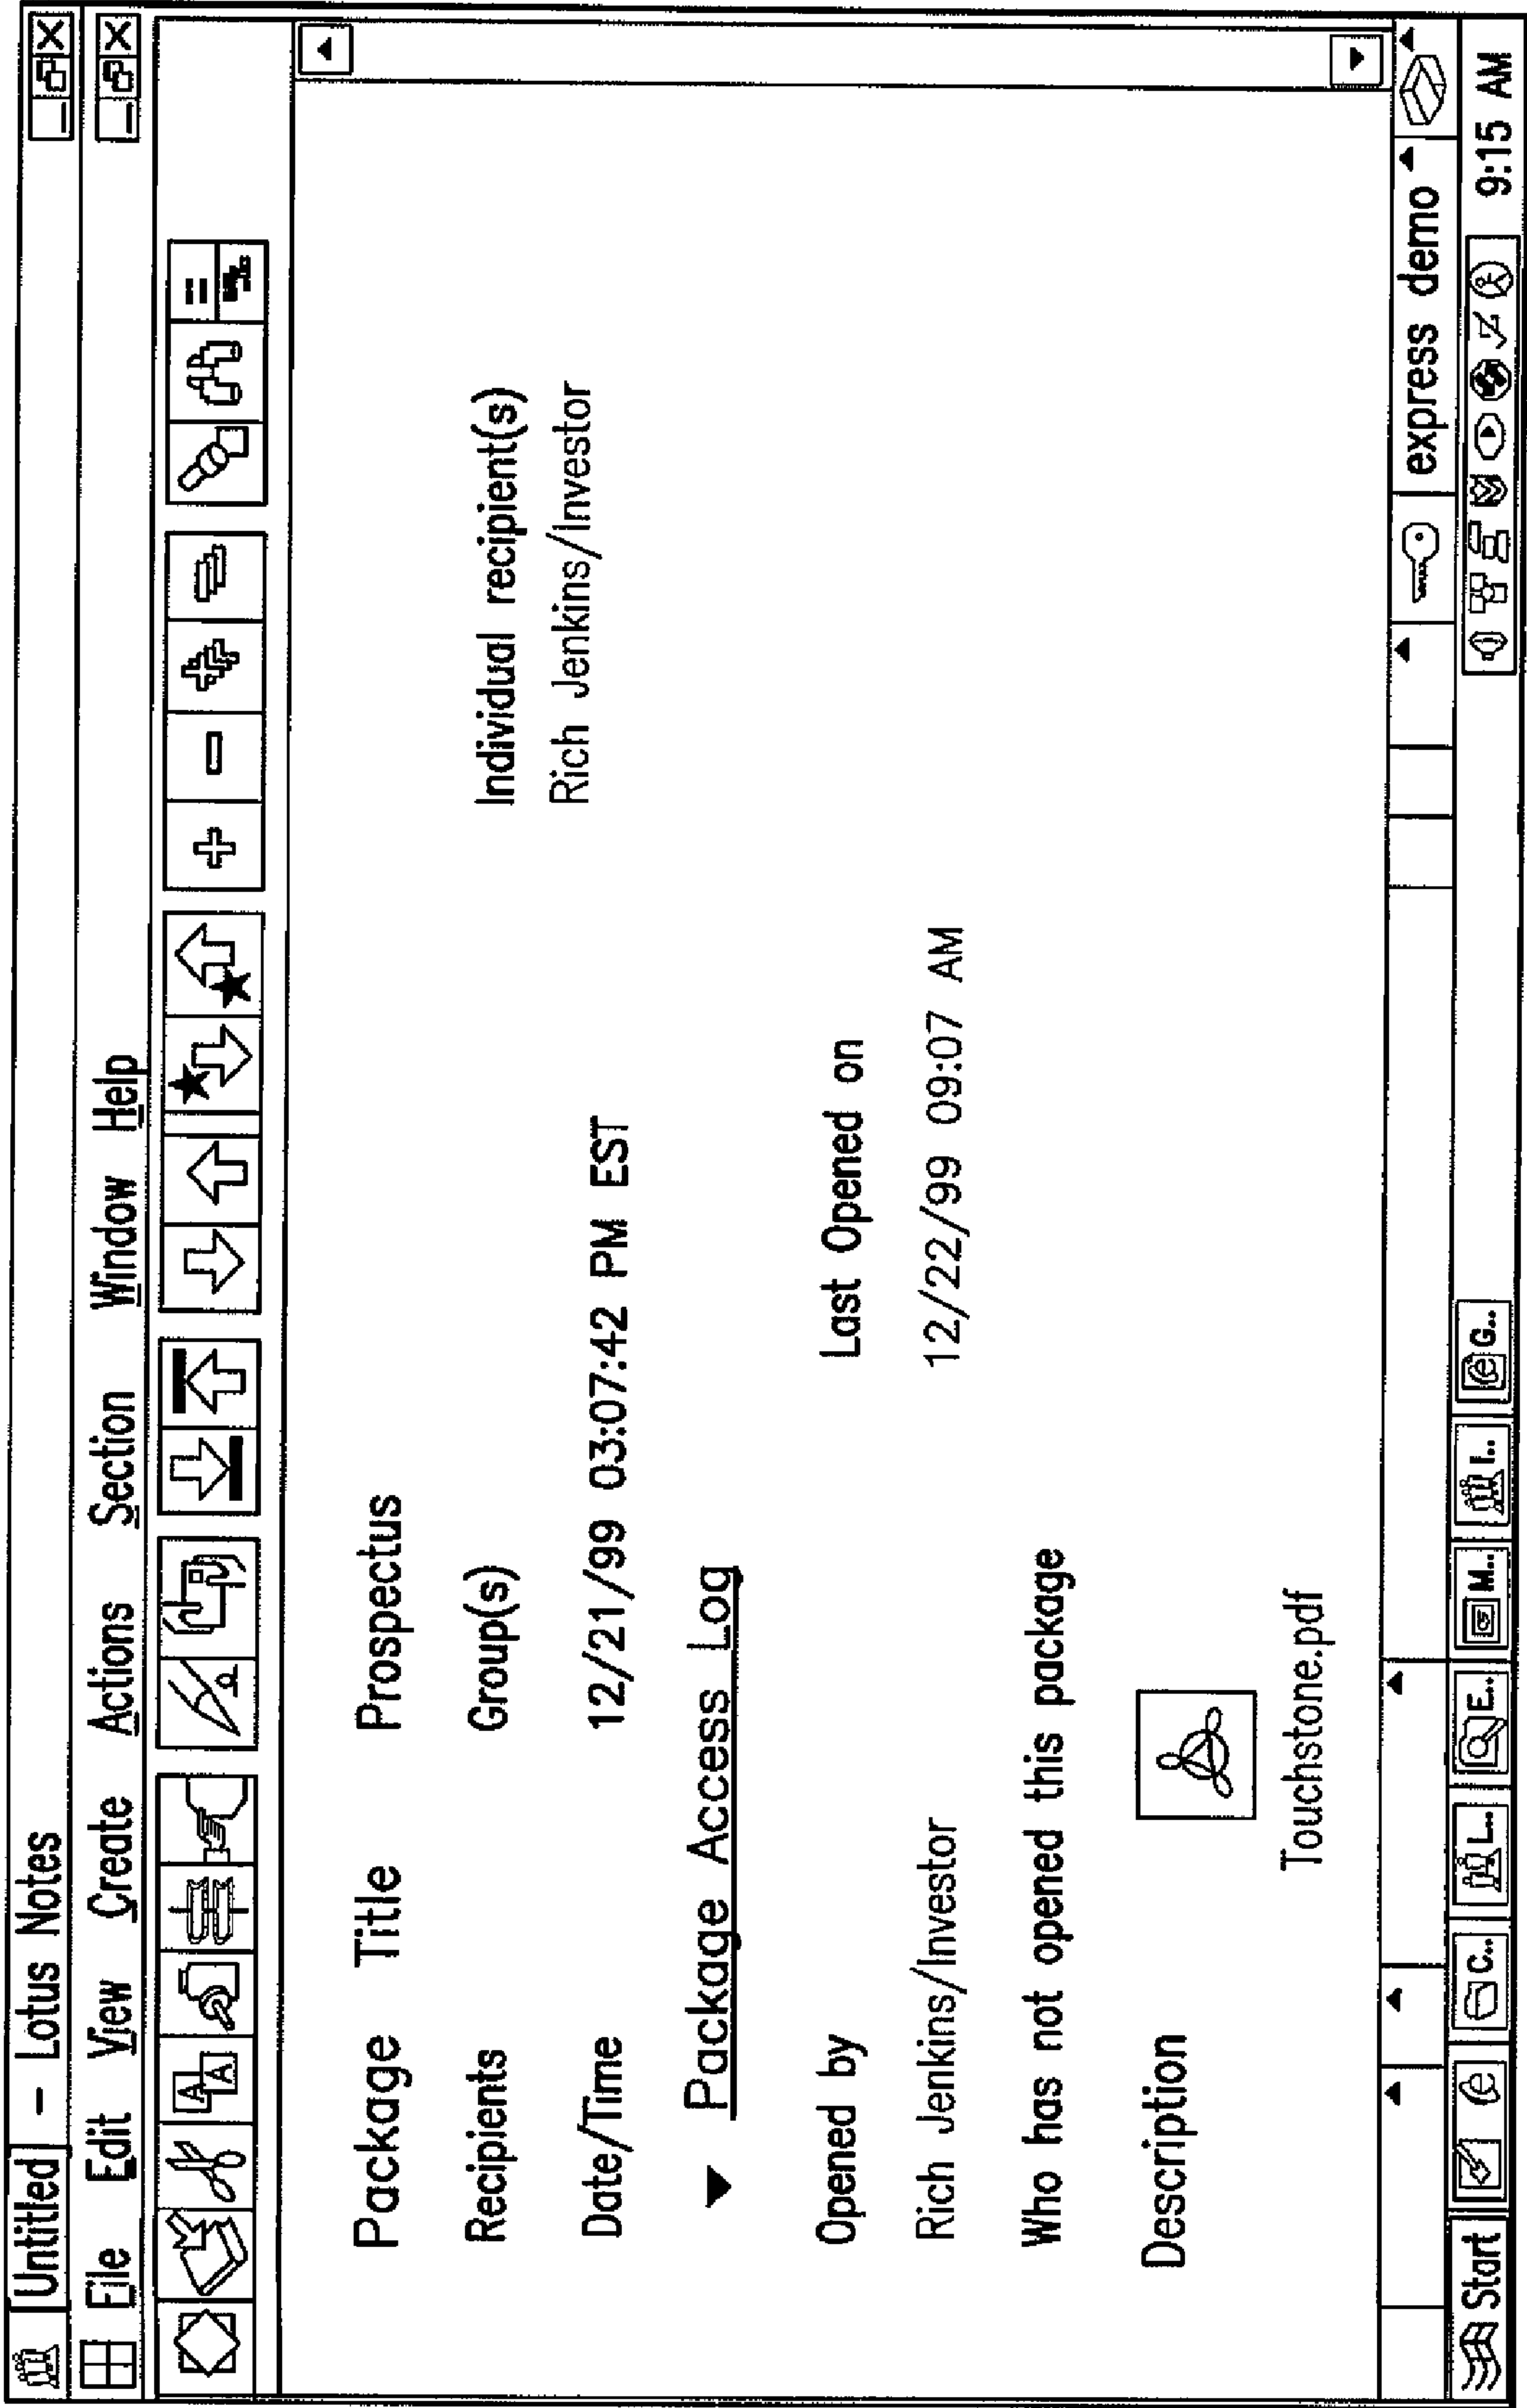 Untitled - Lotus Notes
File Edit View Create Actions Section Window Help
Package Title Prospectus
Recipients Group(s) Individual recipient(s)
Rich Jenkins/Investor
Date/Time 12/21/99 03:07:42 PM EST
Package Access Log
Opened by Last Opened on
Rich Jenkins/Investor 12/22/99 09:07 AM
Who has not opened this package
Description
Touchstone.pdf
express demo
Start C.. L.. E.. M.. I.. G.. 9:15 AM